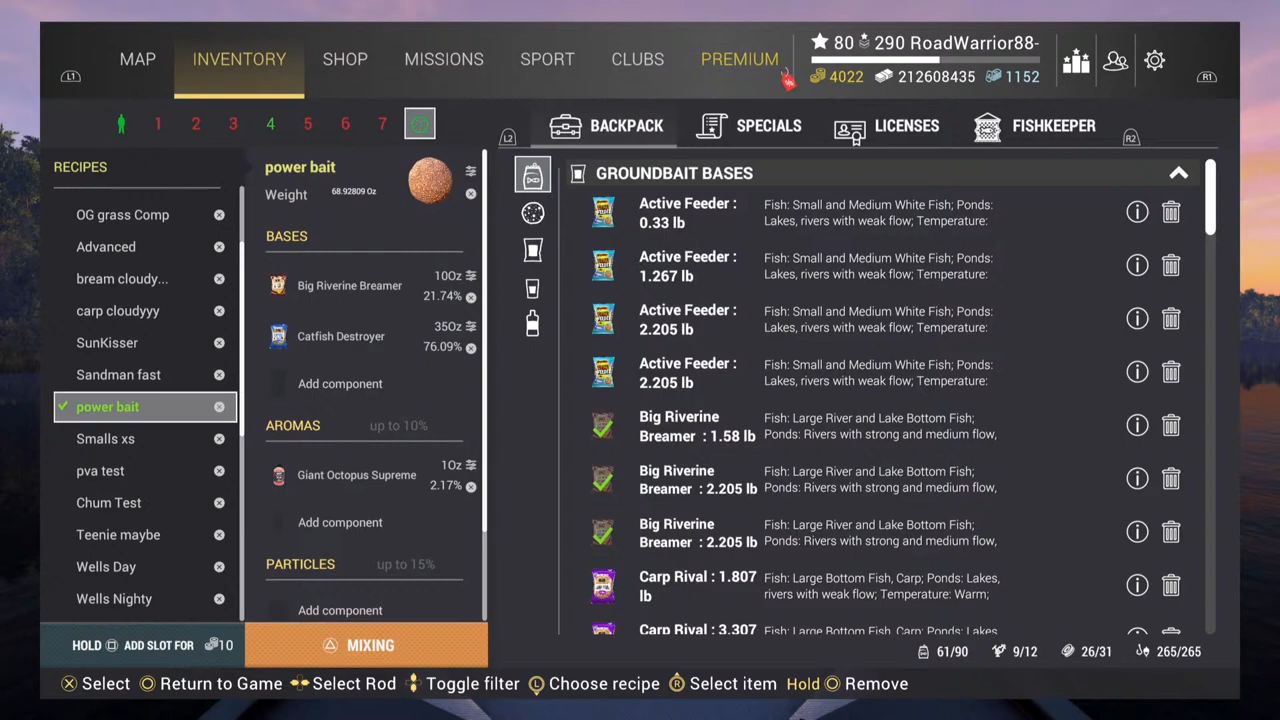 L1
MAP
INVENTORY
SHOP
MISSIONS
SPORT
CLUBS
PREMIUM
80 290 RoadWarrior88-
4022 212608435 1152
R1
1 2 3 4 5 6 7
L2
BACKPACK
SPECIALS
LICENSES
FISHKEEPER
R2
RECIPES
OG grass Comp
Advanced
bream cloudy...
carp cloudyyy
SunKisser
Sandman fast
power bait
Smalls xs
pva test
Chum Test
Teenie maybe
Wells Day
Wells Nighty
HOLD ADD SLOT FOR 10
power bait
Weight 68.92809 Oz
BASES
Big Riverine Breamer 10Oz
21.74%
Catfish Destroyer 35Oz
76.09%
Add component
AROMAS up to 10%
Giant Octopus Supreme 1Oz
2.17%
Add component
PARTICLES up to 15%
Add component
MIXING
GROUNDBAIT BASES
Active Feeder :
0.33 lb
Fish: Small and Medium White Fish; Ponds:
Lakes, rivers with weak flow; Temperature:
Active Feeder :
1.267 lb
Fish: Small and Medium White Fish; Ponds:
Lakes, rivers with weak flow; Temperature:
Active Feeder :
2.205 lb
Fish: Small and Medium White Fish; Ponds:
Lakes, rivers with weak flow; Temperature:
Active Feeder :
2.205 lb
Fish: Small and Medium White Fish; Ponds:
Lakes, rivers with weak flow; Temperature:
Big Riverine
Breamer : 1.58 lb
Fish: Large River and Lake Bottom Fish;
Ponds: Rivers with strong and medium flow,
Big Riverine
Breamer : 2.205 lb
Fish: Large River and Lake Bottom Fish;
Ponds: Rivers with strong and medium flow,
Big Riverine
Breamer : 2.205 lb
Fish: Large River and Lake Bottom Fish;
Ponds: Rivers with strong and medium flow,
Carp Rival : 1.807
lb
Fish: Large Bottom Fish, Carp; Ponds: Lakes,
rivers with weak flow; Temperature: Warm;
Carp Rival : 3.307
Fish: Large Bottom Fish, Carp; Ponds: Lakes,
61/90 9/12 26/31 265/265
Select Return to Game Select Rod Toggle filter L Choose recipe R Select item Hold Remove